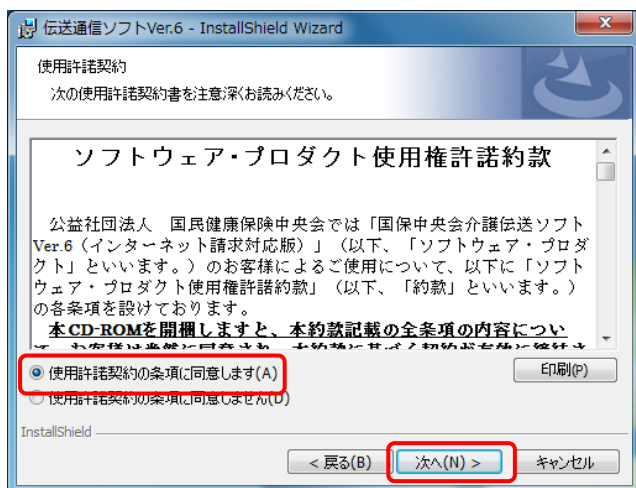 伝送通信ソフトVer.6 - InstallShield Wizard
使用許諾契約
次の使用許諾契約書を注意深くお読みください。
ソフトウェア・プロダクト使用権許諾約款
公益社団法人 国民健康保険中央会では「国保中央会介護伝送ソフト
Ver.6（インターネット請求対応版）」（以下、「ソフトウェア・プロダ
クト」といいます。）のお客様によるご使用について、以下に「ソフト
ウェア・プロダクト使用権許諾約款」（以下、「約款」といいます。）
の各条項を設けております。
本CD-ROMを開梱しますと、本約款記載の全条項の内容につい
使用許諾契約の条項に同意します(A)
印刷(P)
使用許諾契約の条項に同意しません(D)
InstallShield
< 戻る(B)
次へ(N) >
キャンセル